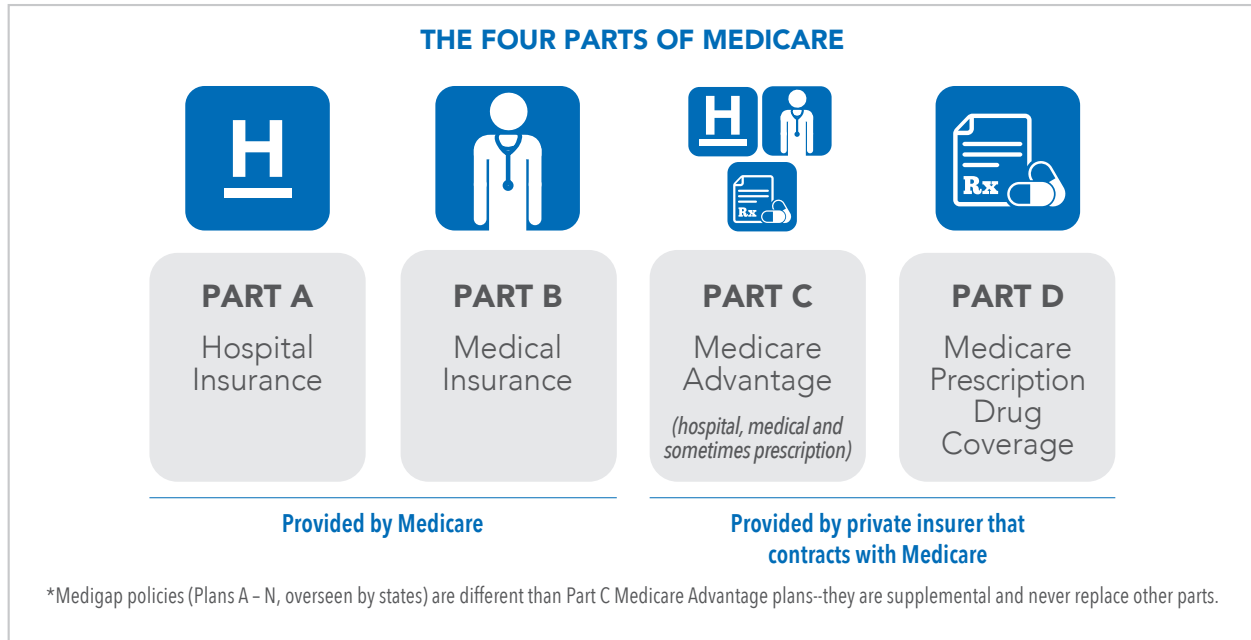 THE FOUR PARTS OF MEDICARE
H
H
Rx
Rx
PART A
Hospital
Insurance
PART B
Medical
Insurance
PART C
Medicare
Advantage
(hospital, medical and
sometimes prescription)
PART D
Medicare
Prescription
Drug
Coverage
Provided by Medicare
Provided by private insurer that
contracts with Medicare
*Medigap policies (Plans A – N, overseen by states) are different than Part C Medicare Advantage plans--they are supplemental and never replace other parts.